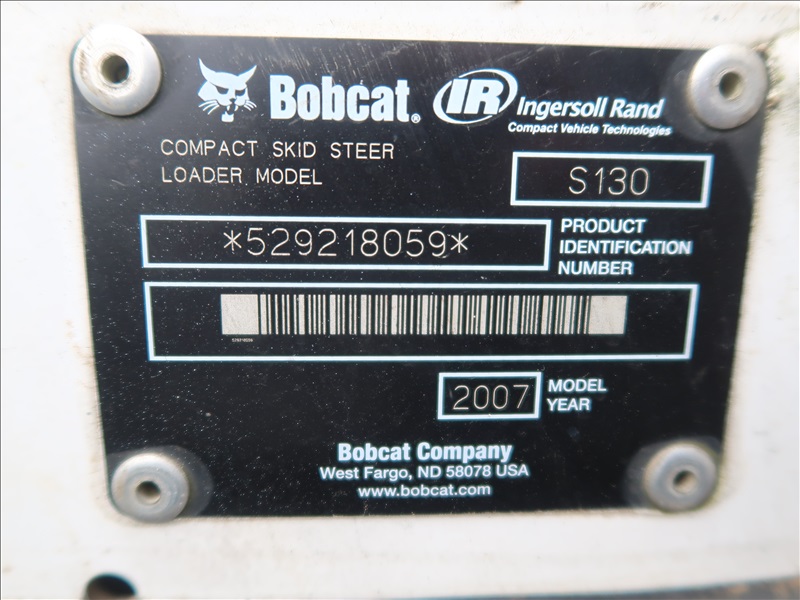 Bobcat® IR Ingersoll Rand
Compact Vehicle Technologies
COMPACT SKID STEER
LOADER MODEL
S130
*529218059*
PRODUCT
IDENTIFICATION
NUMBER
2007
MODEL
YEAR
Bobcat Company
West Fargo, ND 58078 USA
www.bobcat.com